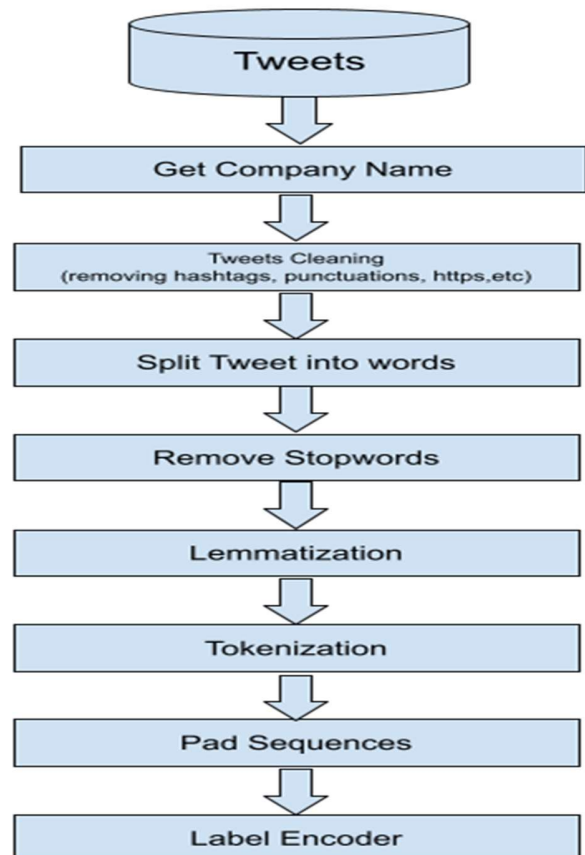 Tweets
Get Company Name
Tweets Cleaning
(removing hashtags, punctuations, https,etc)
Split Tweet into words
Remove Stopwords
Lemmatization
Tokenization
Pad Sequences
Label Encoder